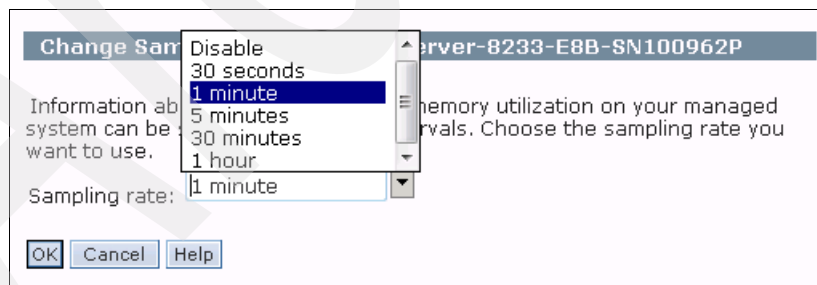 Change Sam erver-8233-E8B-SN100962P
Disable
30 seconds
1 minute
5 minutes
30 minutes
1 hour
Information ab emory utilization on your managed
system can be rvals. Choose the sampling rate you
want to use.
Sampling rate: 1 minute
OK Cancel Help